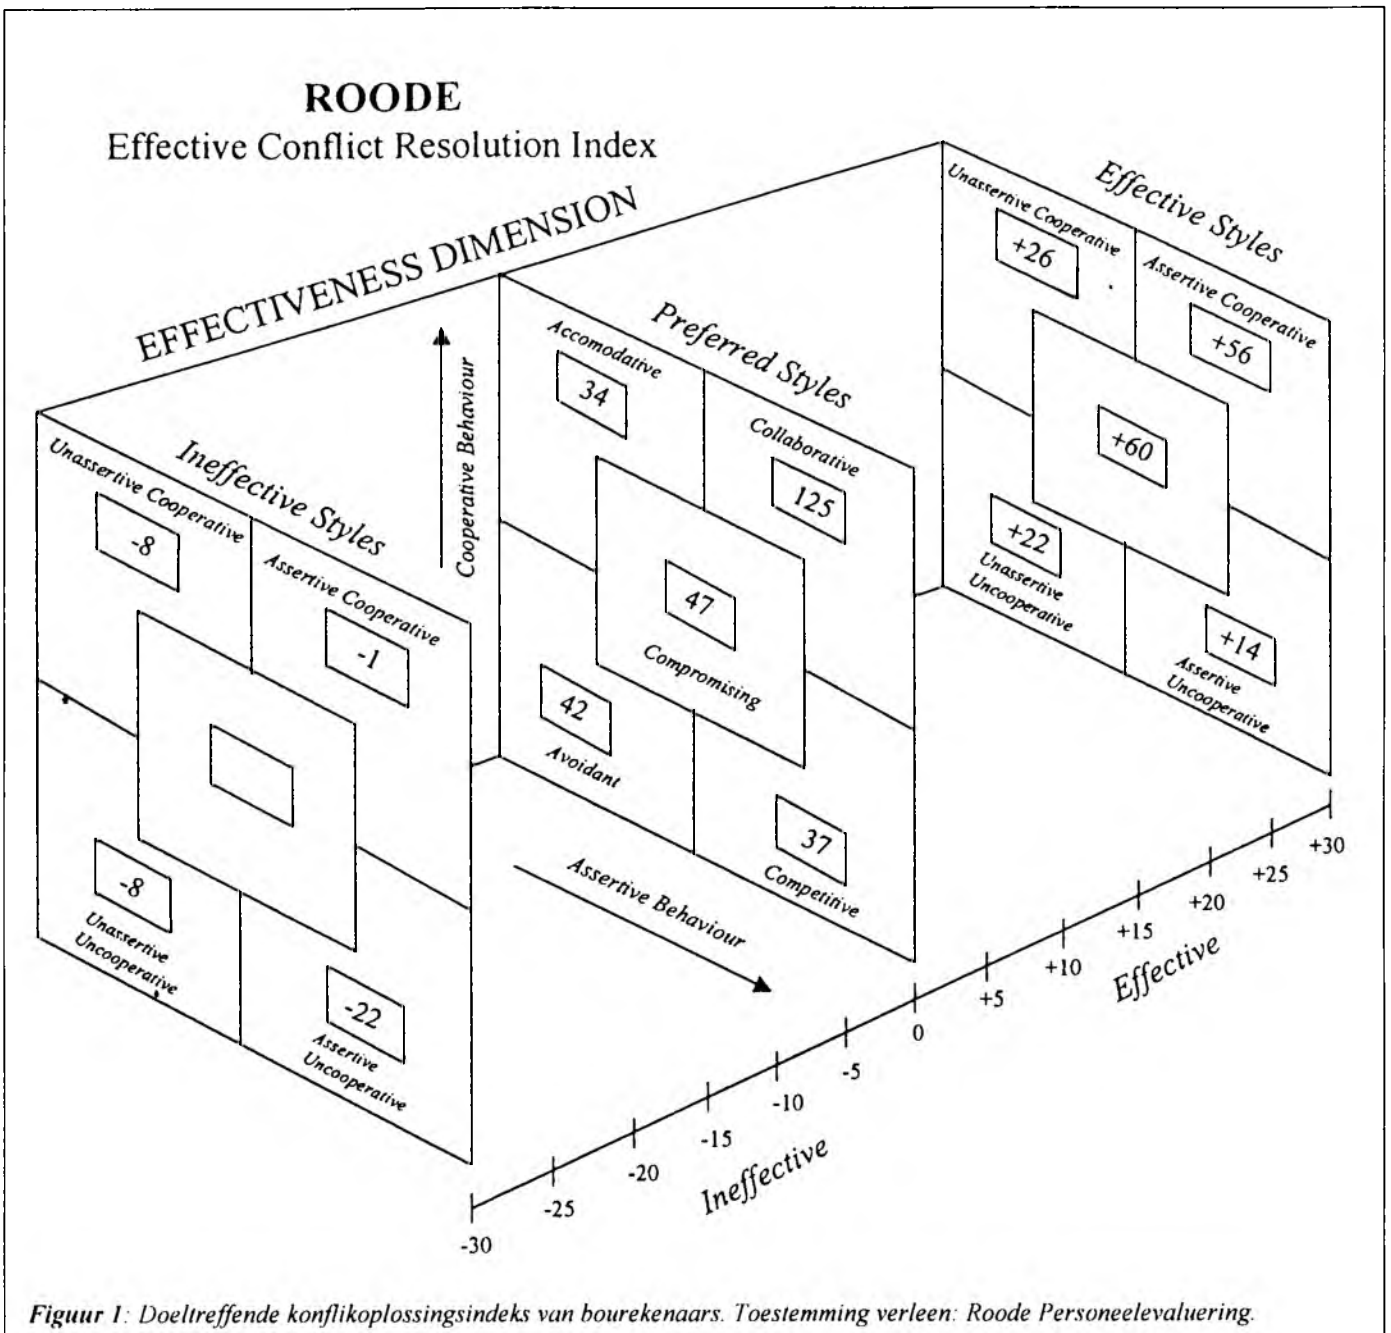 ROODE
Effective Conflict Resolution Index
EFFECTIVENESS DIMENSION
Ineffective Styles
Unassertive Cooperative
-8
Assertive Cooperative
-1
-8
Unassertive
Uncooperative
-22
Assertive
Uncooperative
Cooperative Behaviour
Preferred Styles
Accomodative
34
Collaborative
125
47
Compromising
42
Avoidant
37
Competitive
Assertive Behaviour
Effective Styles
Unassertive Cooperative
+26
Assertive Cooperative
+56
+60
+22
Unassertive
Uncooperative
+14
Assertive
Uncooperative
-30
-25
-20
-15
-10
-5
0
+5
+10
+15
+20
+25
+30
Ineffective
Effective
Figuur 1: Doeltreffende konflikoplossingsindeks van bourekenaars. Toestemming verleen: Roode Personeelevaluering.